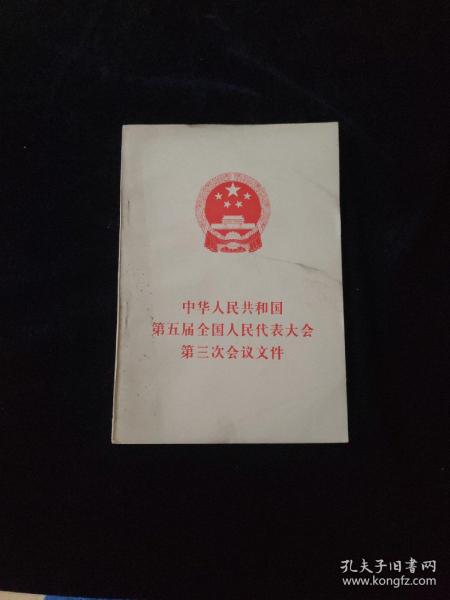 中华人民共和国
第五届全国人民代表大会
第三次会议文件
孔夫子旧书网
www.kongfz.com